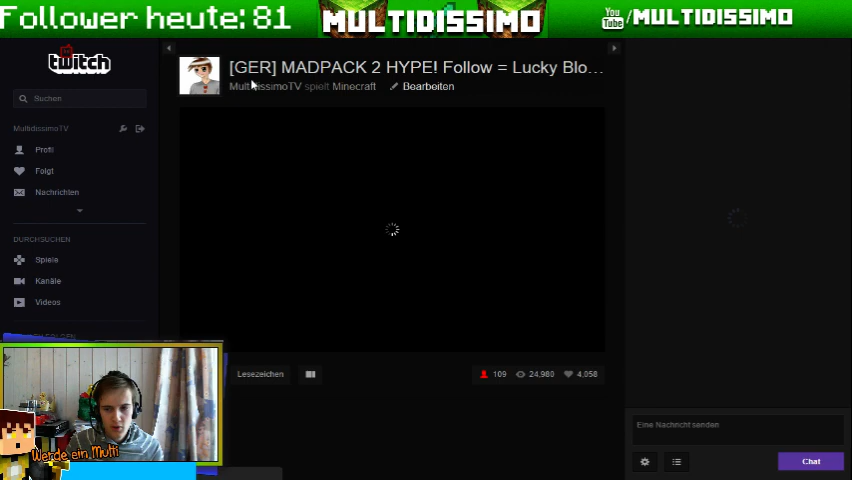 Follower heute: 81
MULTIDISSIMO
You Tube /MULTIDISSIMO
twitch
[GER] MADPACK 2 HYPE! Follow = Lucky Blo...
MultidissimoTV spielt Minecraft
Bearbeiten
Suchen
MultidissimoTV
Profil
Folgt
Nachrichten
DURCHSUCHEN
Spiele
Kanäle
Videos
Lesezeichen
109
24,980
4,058
Werde ein Multi
Eine Nachricht senden
Chat